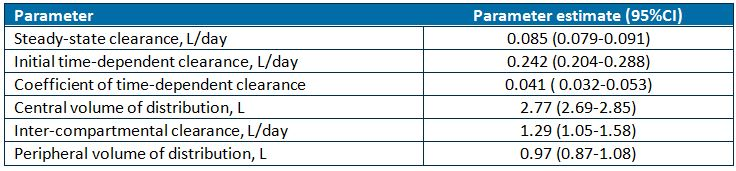 Parameter Parameter estimate (95%CI)
Steady-state clearance, L/day 0.085 (0.079-0.091)
Initial time-dependent clearance, L/day 0.242 (0.204-0.288)
Coefficient of time-dependent clearance 0.041 ( 0.032-0.053)
Central volume of distribution, L 2.77 (2.69-2.85)
Inter-compartmental clearance, L/day 1.29 (1.05-1.58)
Peripheral volume of distribution, L 0.97 (0.87-1.08)